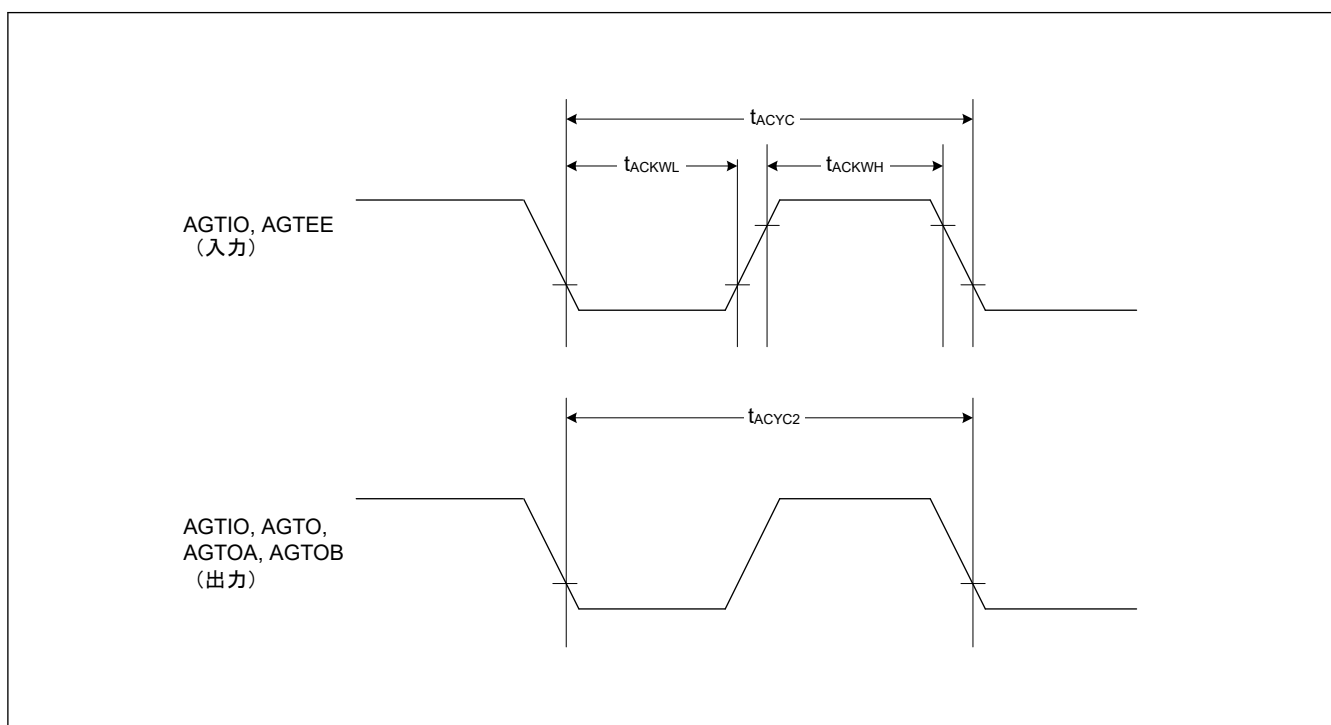 tACYC
tACKWL
tACKWH
AGTIO, AGTEE
（入力）
tACYC2
AGTIO, AGTO,
AGTOA, AGTOB
（出力）